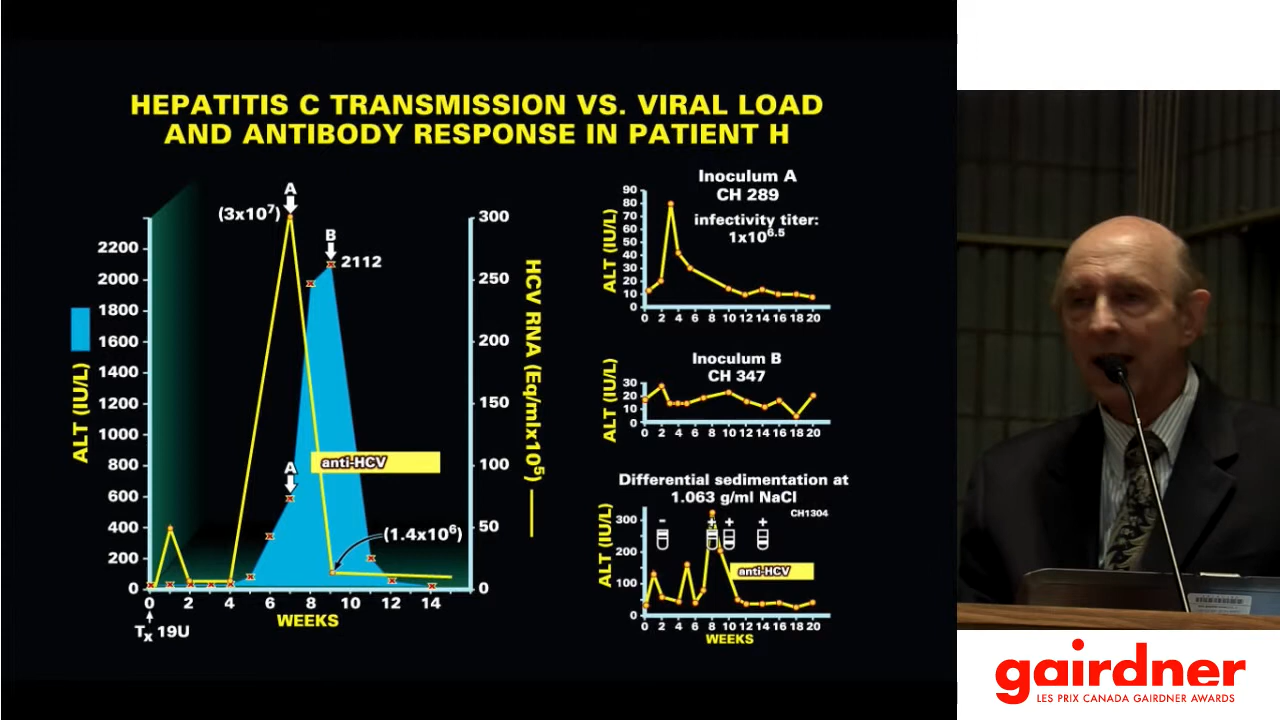 HEPATITIS C TRANSMISSION VS. VIRAL LOAD
AND ANTIBODY RESPONSE IN PATIENT H
A
(3x10⁷)
B
2112
2200
2000
1800
1600
1400
1200
1000
800
600
400
200
0
ALT (IU/L)
300
250
200
150
100
50
0
HCV RNA (Eq/mlx10⁵)
A
anti-HCV
(1.4x10⁶)
0 2 4 6 8 10 12 14
WEEKS
Tx 19U
Inoculum A
CH 289
infectivity titer:
1x10⁶·⁵
ALT (IU/L)
90
80
70
60
50
40
30
20
10
0
0 2 4 6 8 10 12 14 16 18 20
Inoculum B
CH 347
ALT (IU/L)
30
20
10
0
0 2 4 6 8 10 12 14 16 18 20
Differential sedimentation at
1.063 g/ml NaCl
CH1304
ALT (IU/L)
300
200
100
0
- + + +
anti-HCV
0 2 4 6 8 10 12 14 16 18 20
WEEKS
gairdner
LES PRIX CANADA GAIRDNER AWARDS